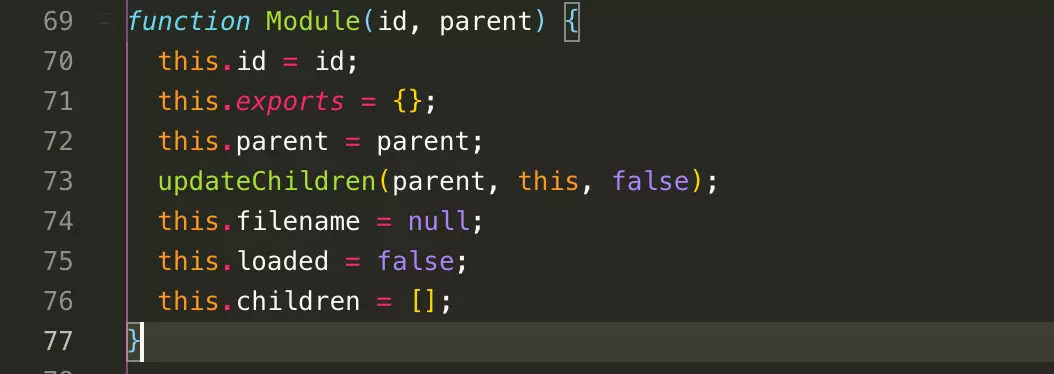 69 function Module(id, parent) {
70 this.id = id;
71 this.exports = {};
72 this.parent = parent;
73 updateChildren(parent, this, false);
74 this.filename = null;
75 this.loaded = false;
76 this.children = [];
77 }